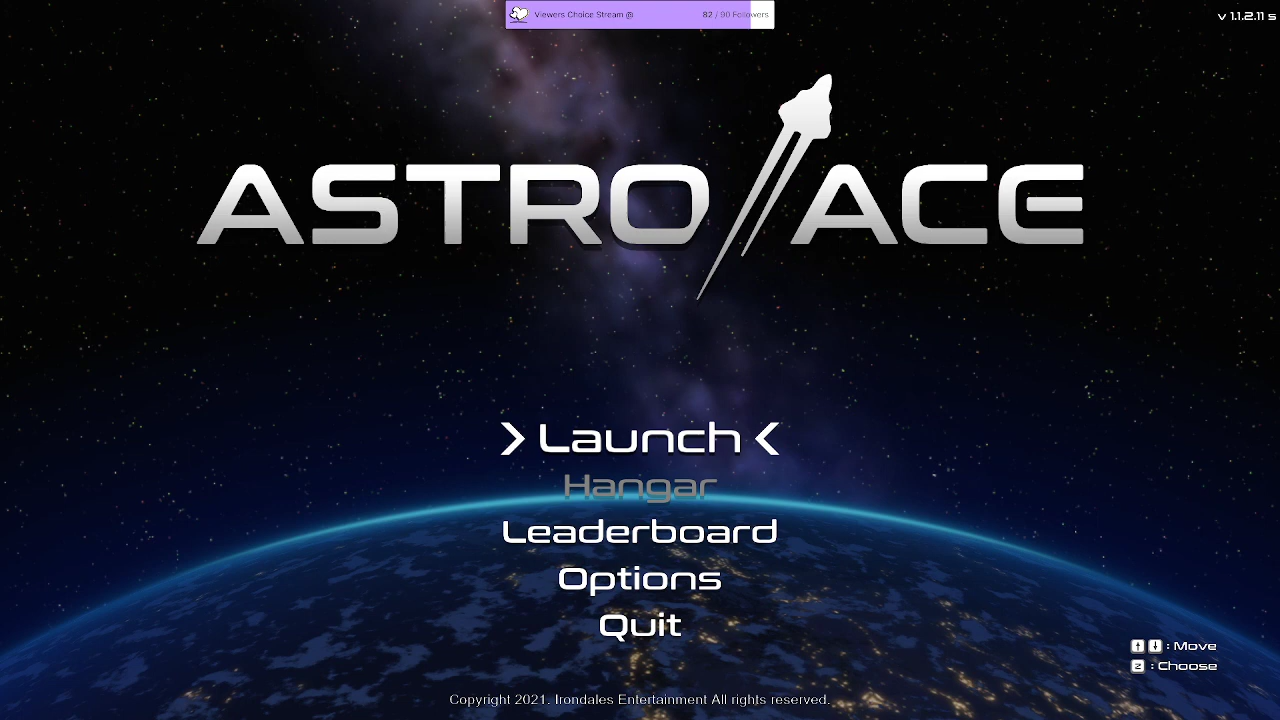 Viewers Choice Stream @ 82 / 90 Followers
v 1.1.2.11 s
ASTRO ACE
> Launch <
Hangar
Leaderboard
Options
Quit
↑ ↓ : Move
z : Choose
Copyright 2021. Irondales Entertainment All rights reserved.